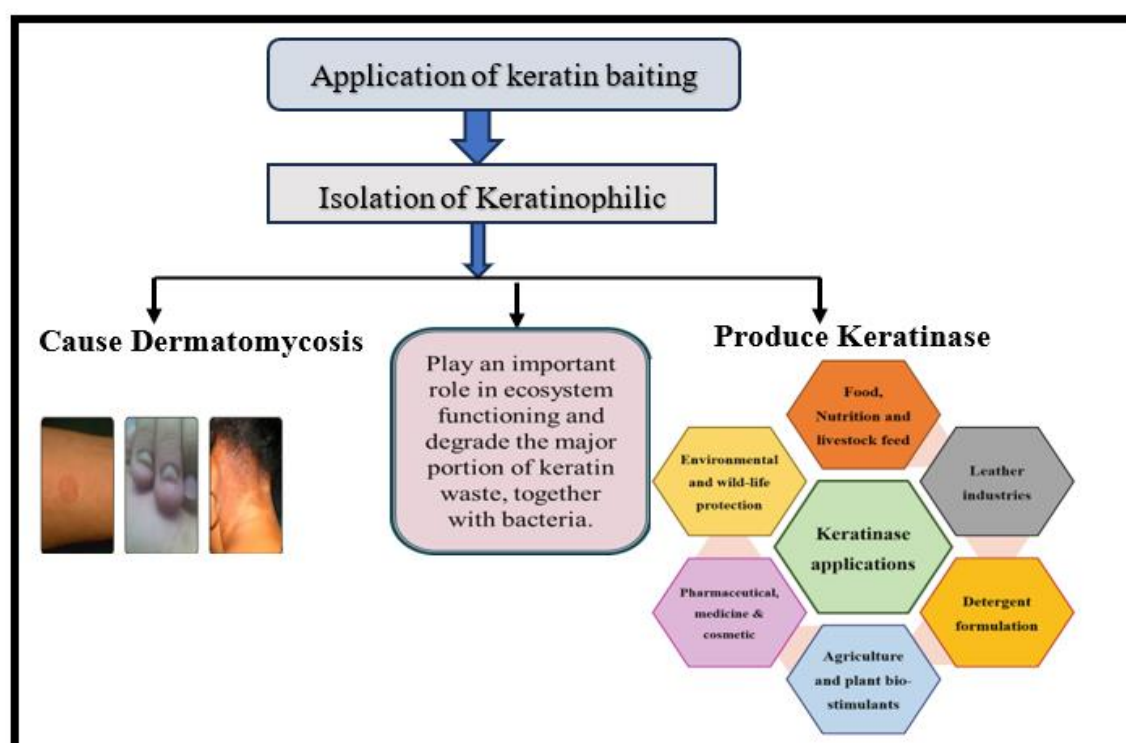 Application of keratin baiting
Isolation of Keratinophilic
Cause Dermatomycosis
Play an important
role in ecosystem
functioning and
degrade the major
portion of keratin
waste, together
with bacteria.
Produce Keratinase
Food,
Nutrition and
livestock feed
Environmental
and wild-life
protection
Leather
industries
Keratinase
applications
Pharmaceutical,
medicine &
cosmetic
Detergent
formulation
Agriculture
and plant bio-
stimulants